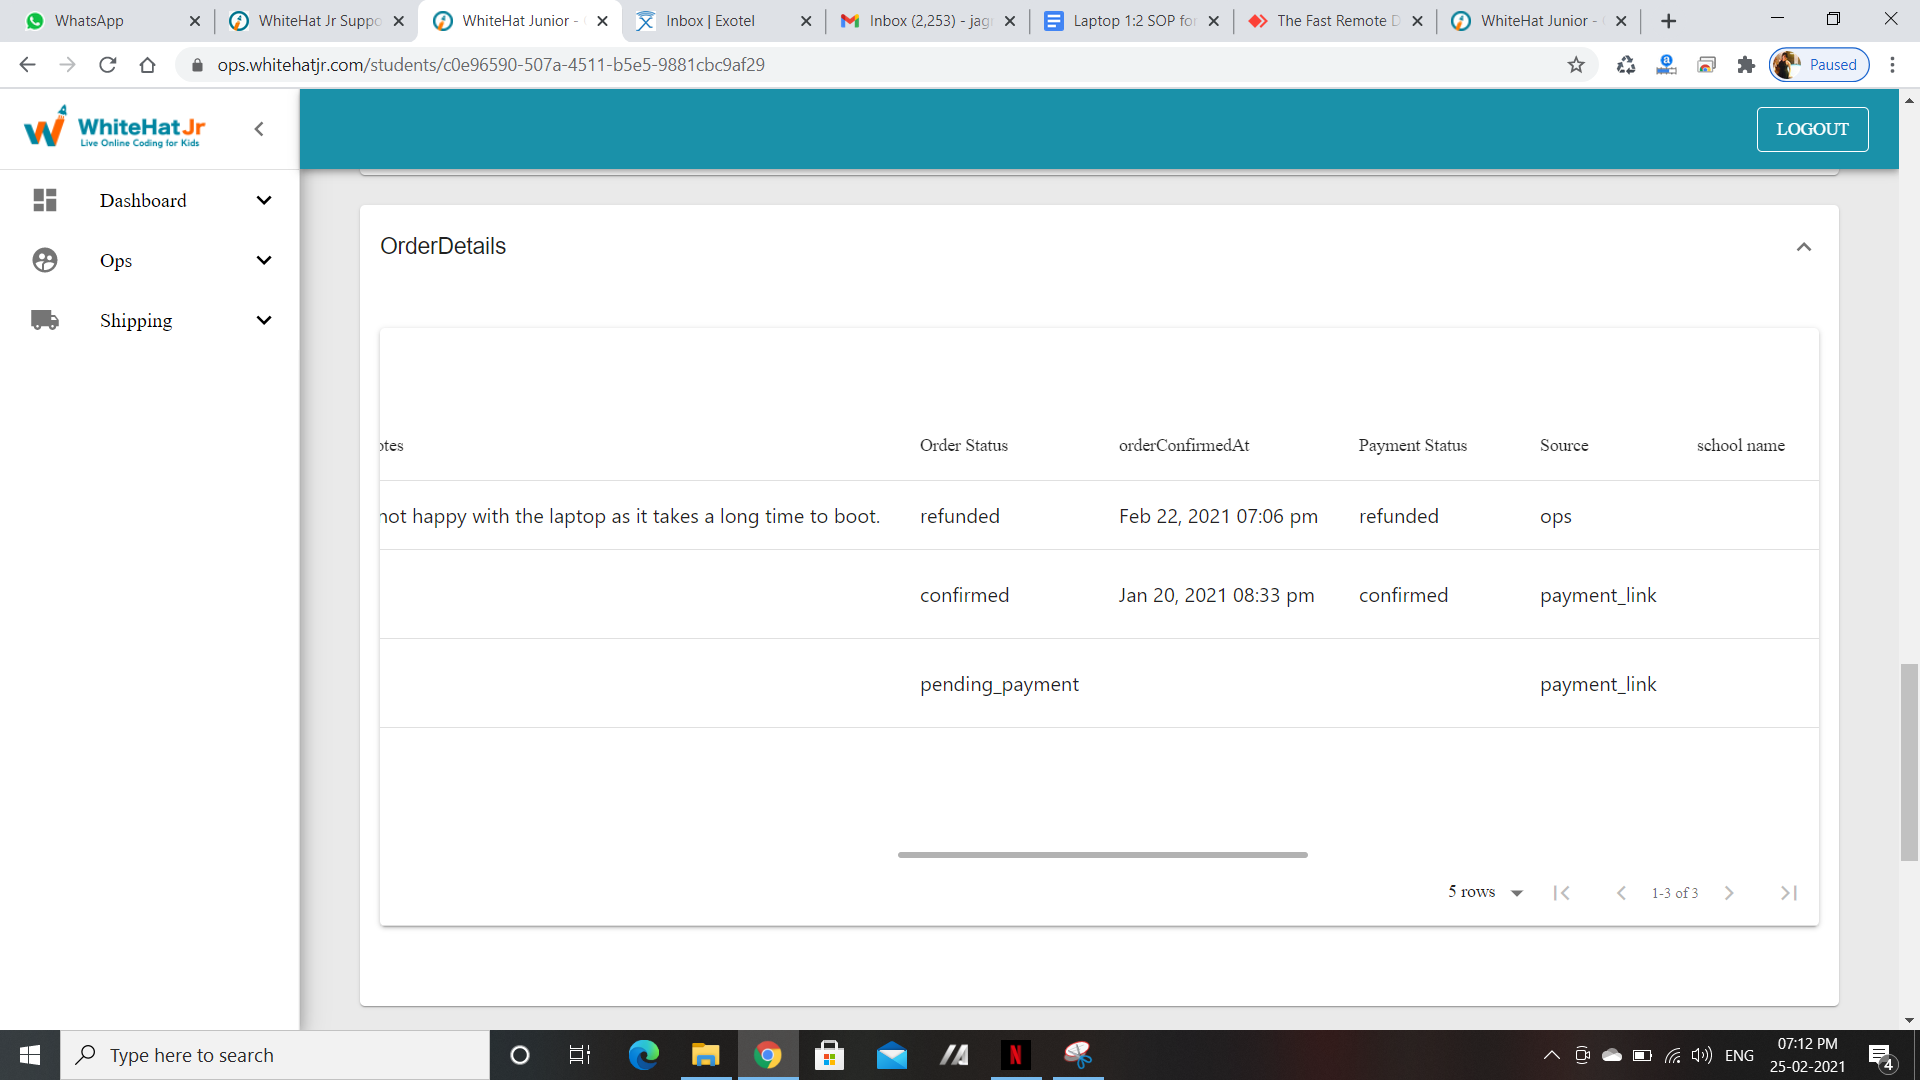 WhatsApp
WhiteHat Jr Suppo
WhiteHat Junior -
Inbox | Exotel
Inbox (2,253) - jag
Laptop 1:2 SOP for
The Fast Remote D
WhiteHat Junior -
ops.whitehatjr.com/students/c0e96590-507a-4511-b5e5-9881cbc9af29
Paused
WhiteHat Jr
Live Online Coding for Kids
LOGOUT
Dashboard
Ops
Shipping
OrderDetails
otes Order Status orderConfirmedAt Payment Status Source school name
not happy with the laptop as it takes a long time to boot. refunded Feb 22, 2021 07:06 pm refunded ops
confirmed Jan 20, 2021 08:33 pm confirmed payment_link
pending_payment payment_link
5 rows 1-3 of 3
Type here to search
ENG
07:12 PM
25-02-2021
4